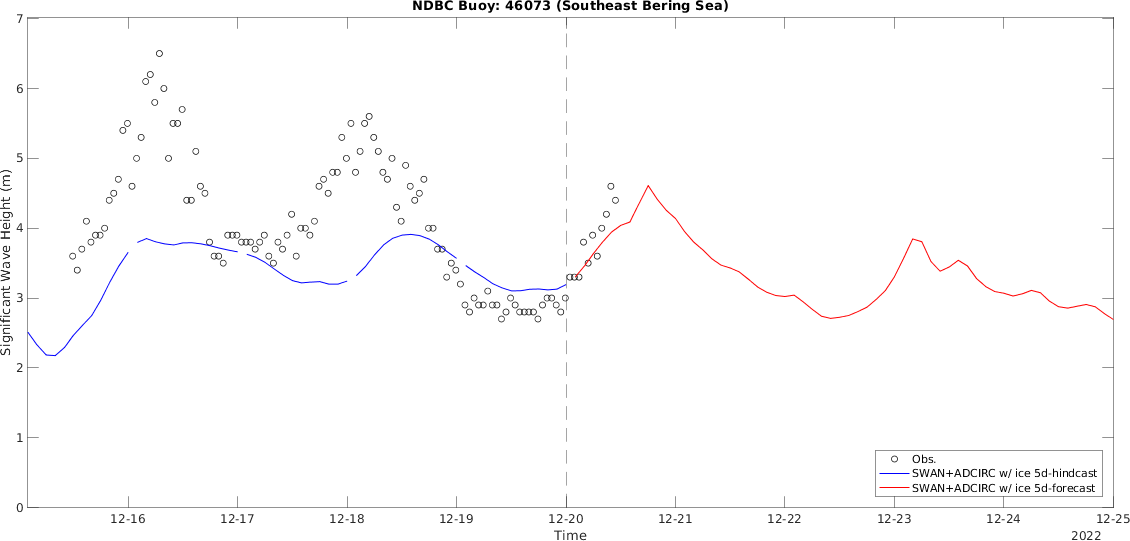 NDBC Buoy: 46073 (Southeast Bering Sea)
7
6
5
4
3
2
1
0
Significant Wave Height (m)
Obs.
SWAN+ADCIRC w/ ice 5d-hindcast
SWAN+ADCIRC w/ ice 5d-forecast
12-16 12-17 12-18 12-19 12-20 12-21 12-22 12-23 12-24 12-25
Time
2022